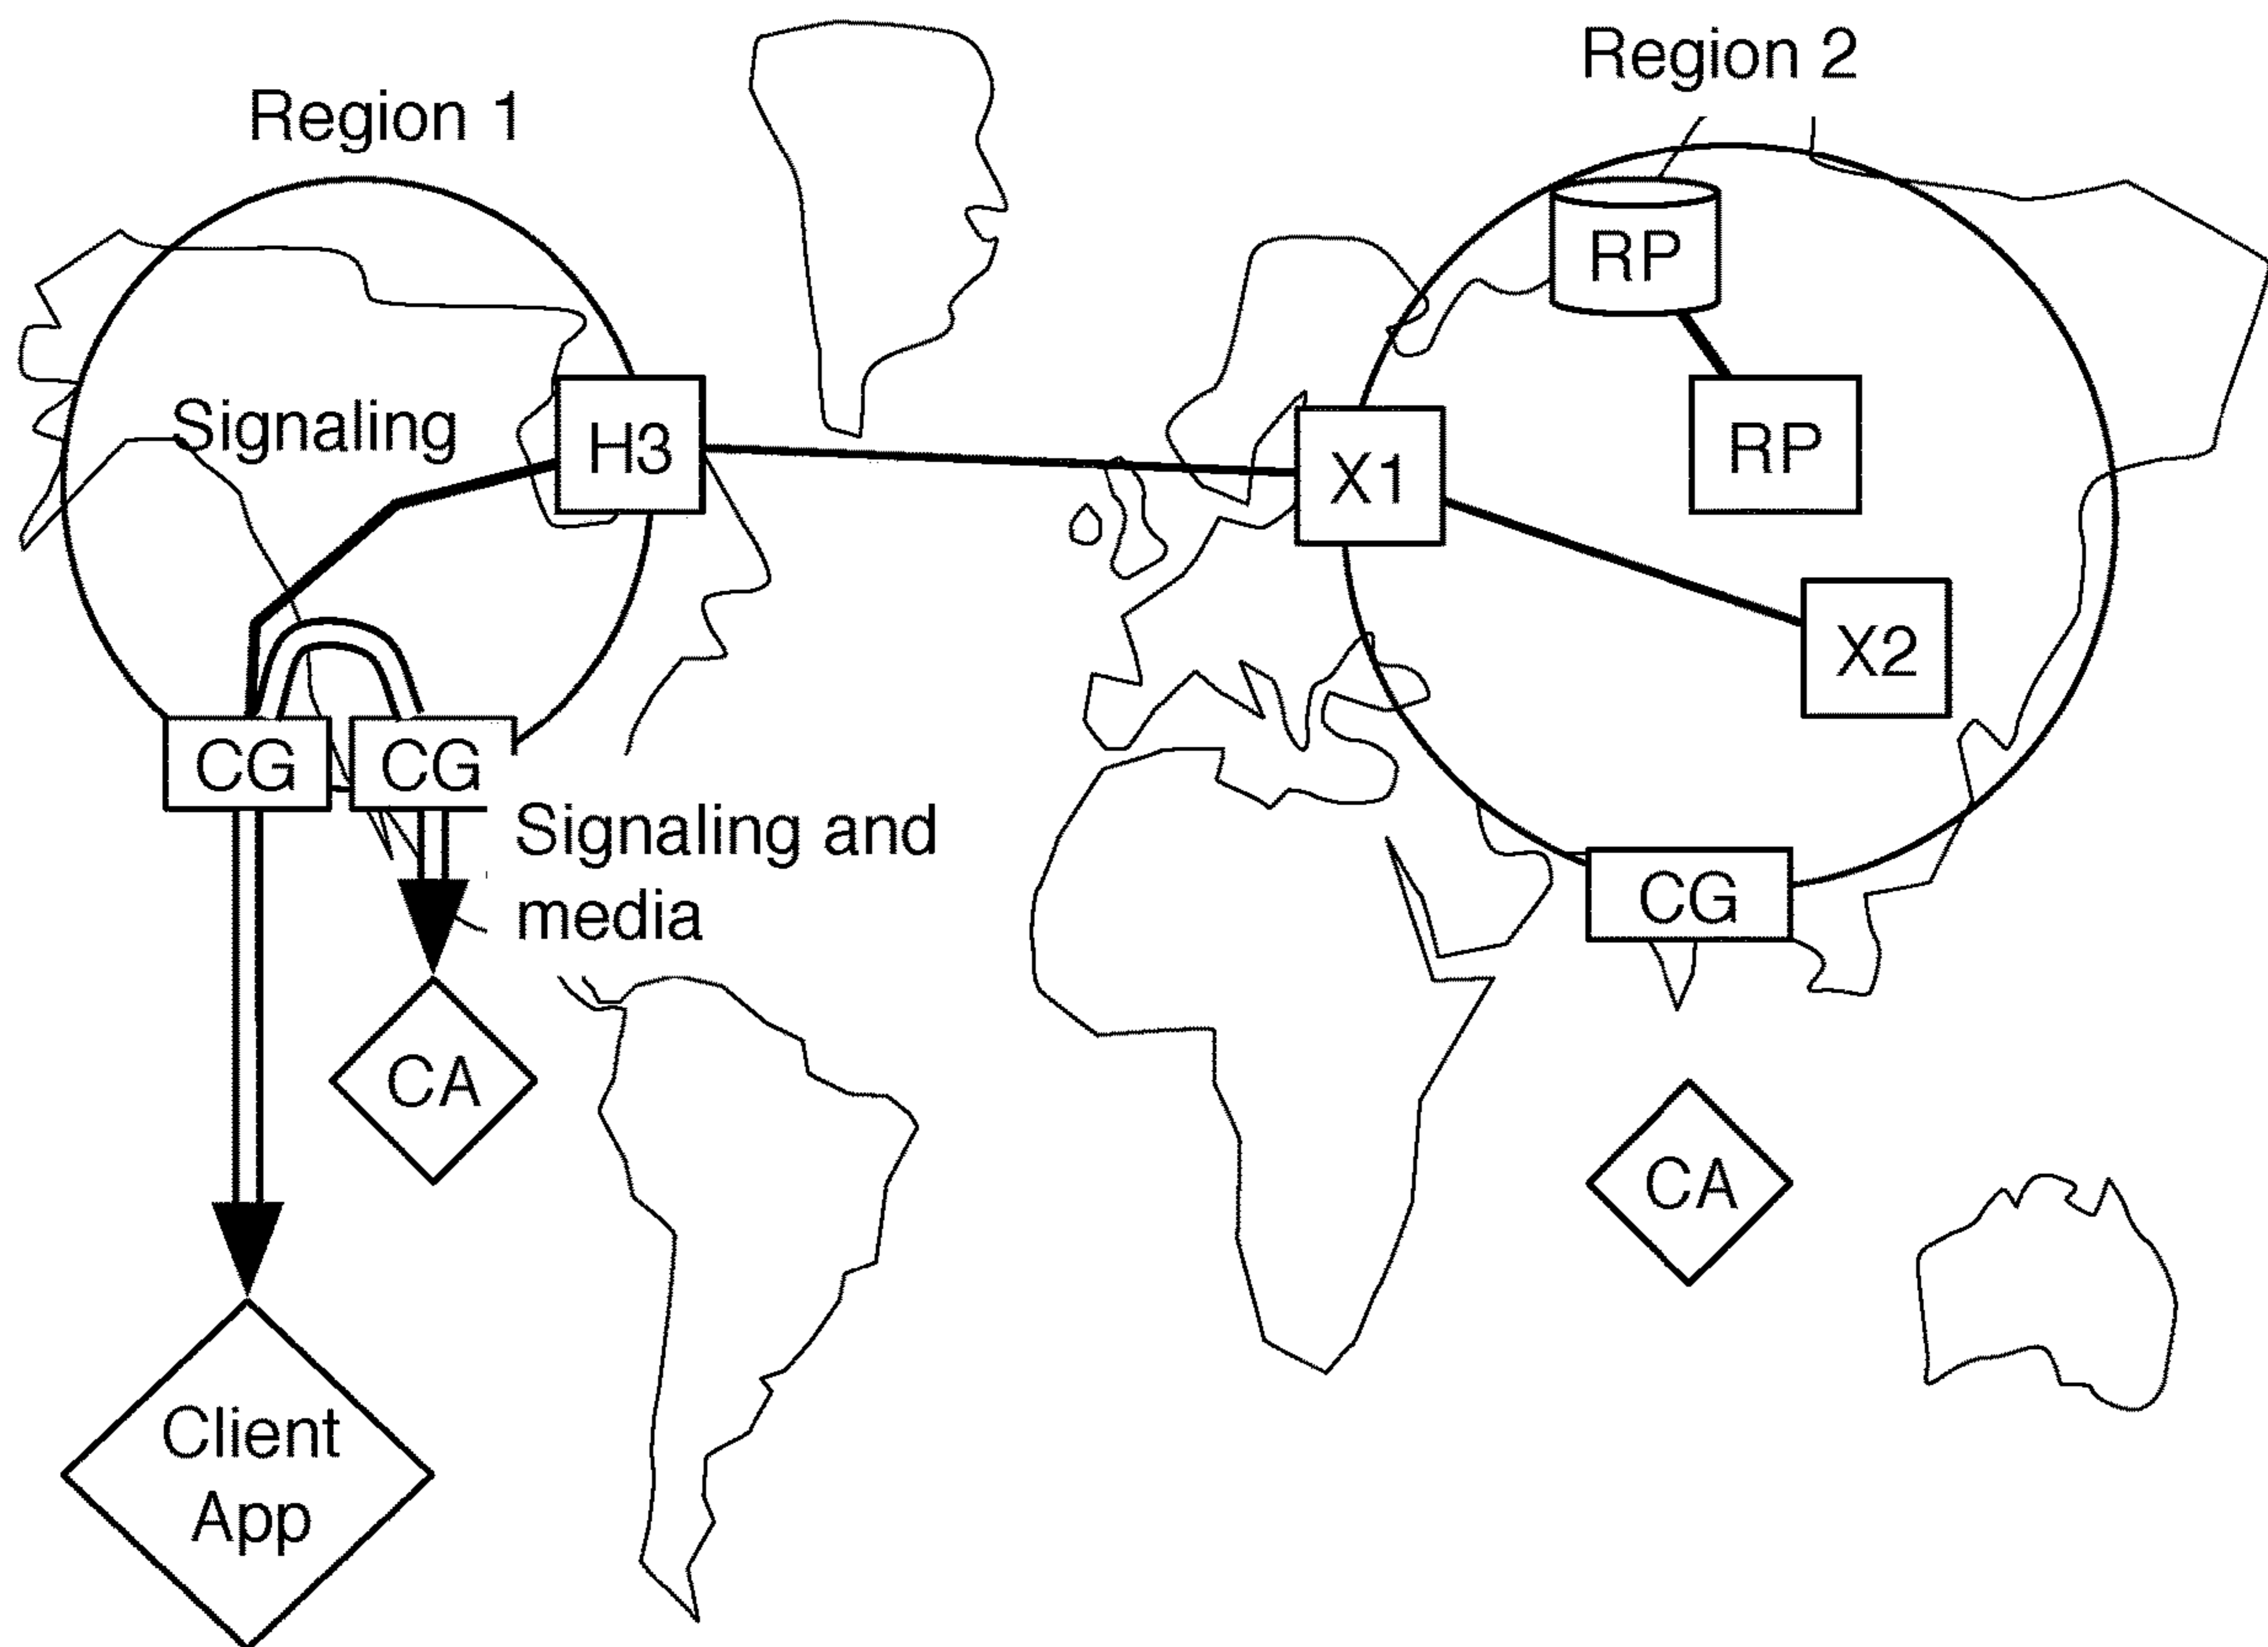 Region 1
Region 2
RP
Signaling
H3
X1
RP
X2
CG
CG
Signaling and
media
CG
CA
CA
Client
App